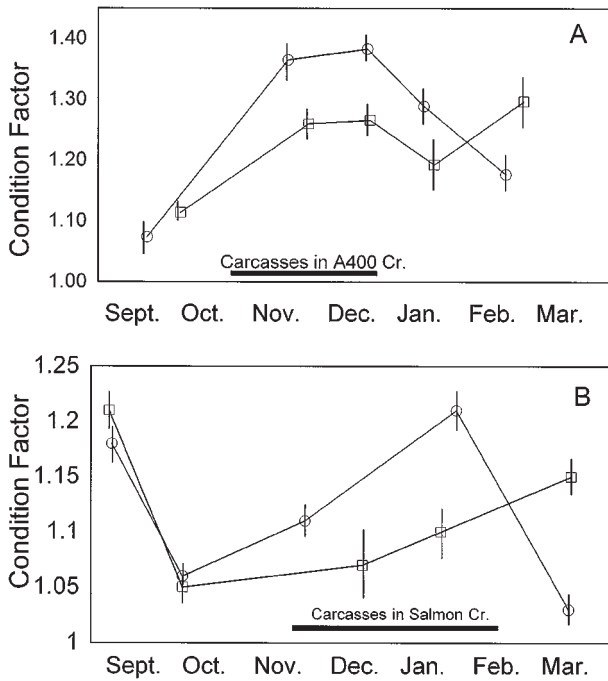 A
1.40
1.30
1.20
1.10
1.00
Condition Factor
Carcasses in A400 Cr.
Sept. Oct. Nov. Dec. Jan. Feb. Mar.
B
1.25
1.2
1.15
1.1
1.05
1
Condition Factor
Carcasses in Salmon Cr.
Sept. Oct. Nov. Dec. Jan. Feb. Mar.